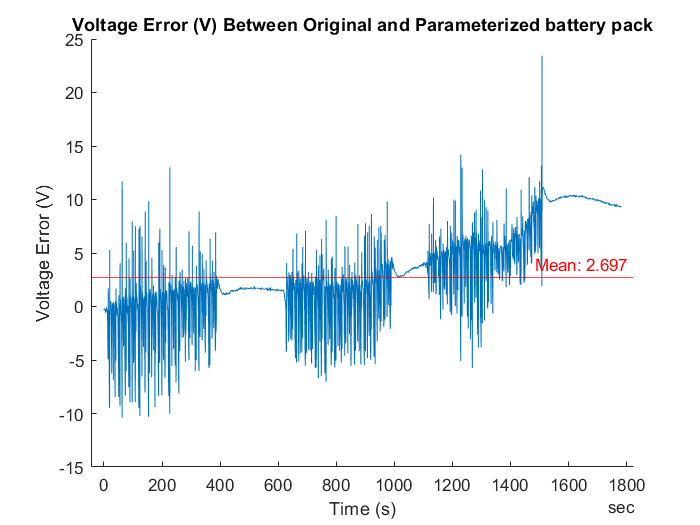 Voltage Error (V) Between Original and Parameterized battery pack
25
20
15
10
5
0
-5
-10
-15
Voltage Error (V)
Mean: 2.697
0 200 400 600 800 1000 1200 1400 1600 1800
Time (s)
sec